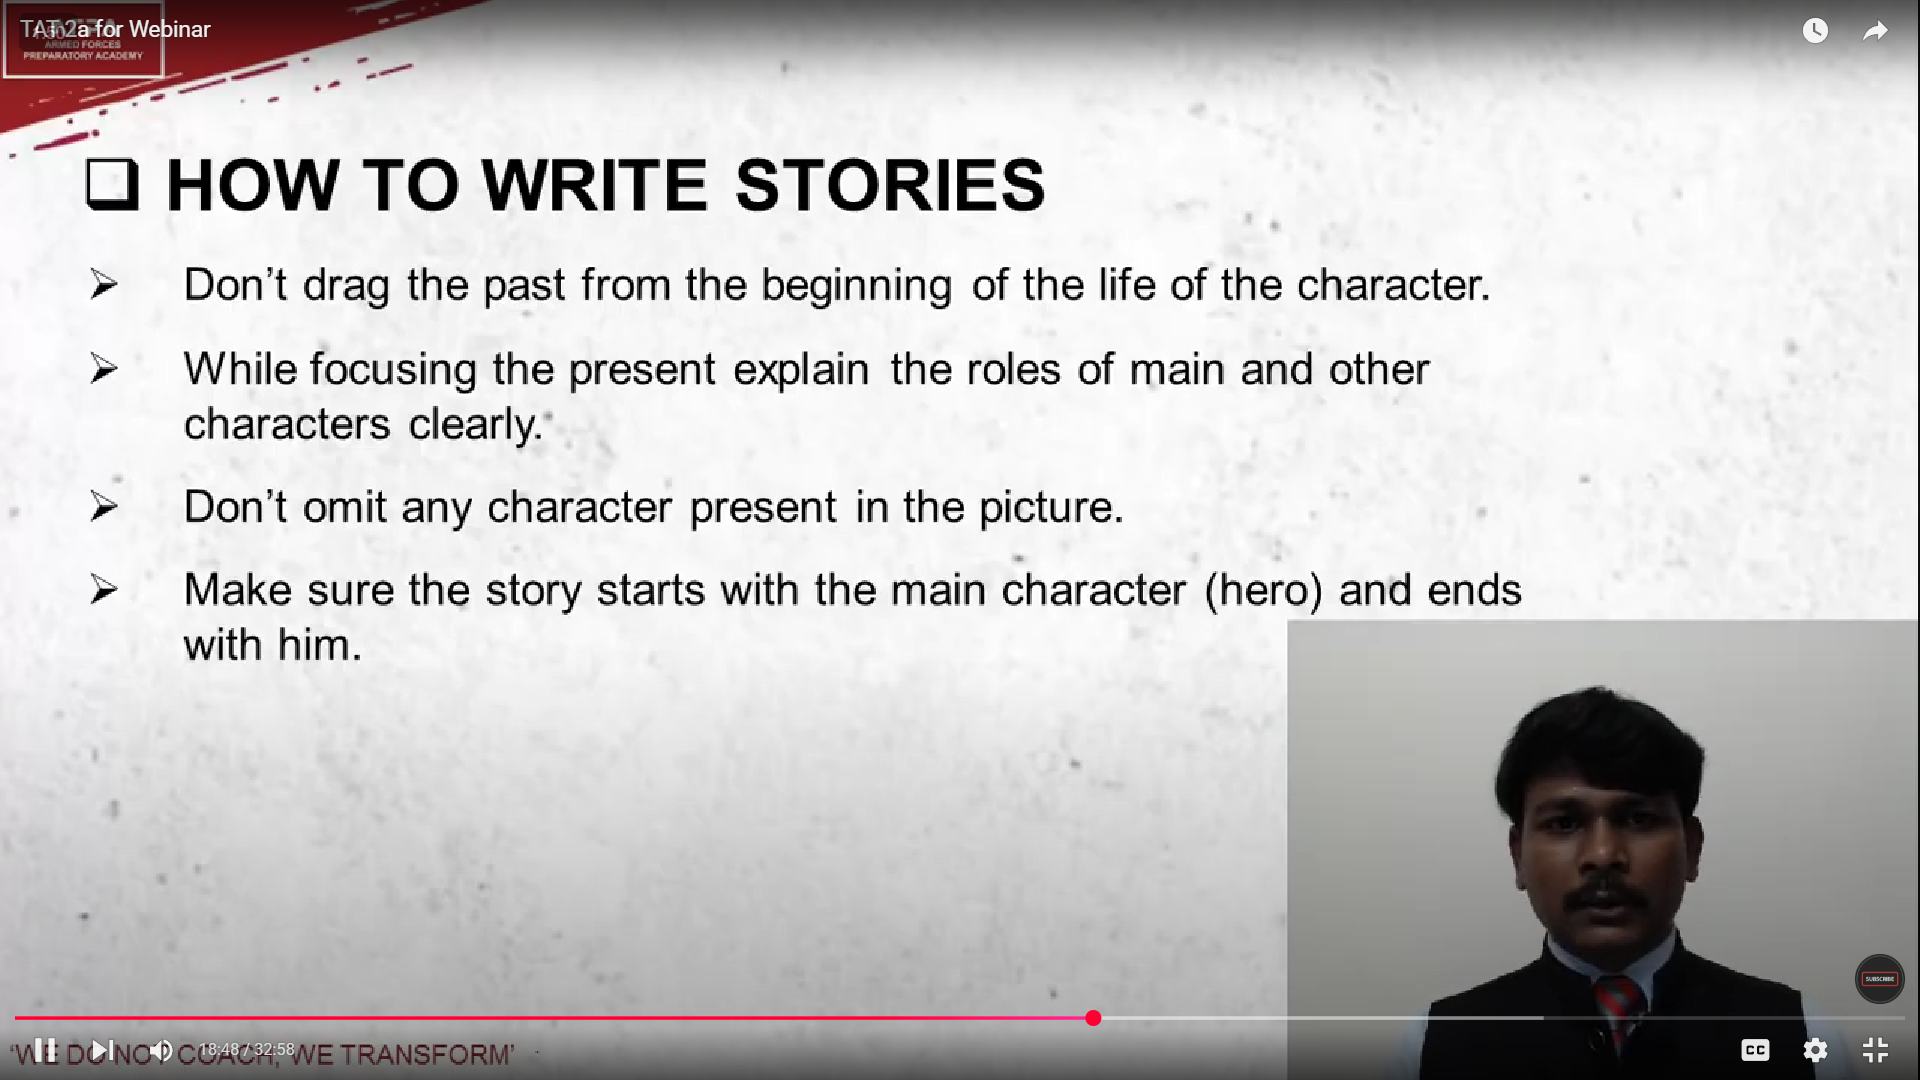 TAT-2a for Webinar
ARMED FORCES
PREPARATORY ACADEMY
HOW TO WRITE STORIES
Don’t drag the past from the beginning of the life of the character.
While focusing the present explain the roles of main and other
characters clearly.
Don’t omit any character present in the picture.
Make sure the story starts with the main character (hero) and ends
with him.
SUBSCRIBE
‘WE DO NOT COACH, WE TRANSFORM’
18:48 / 32:58
CC